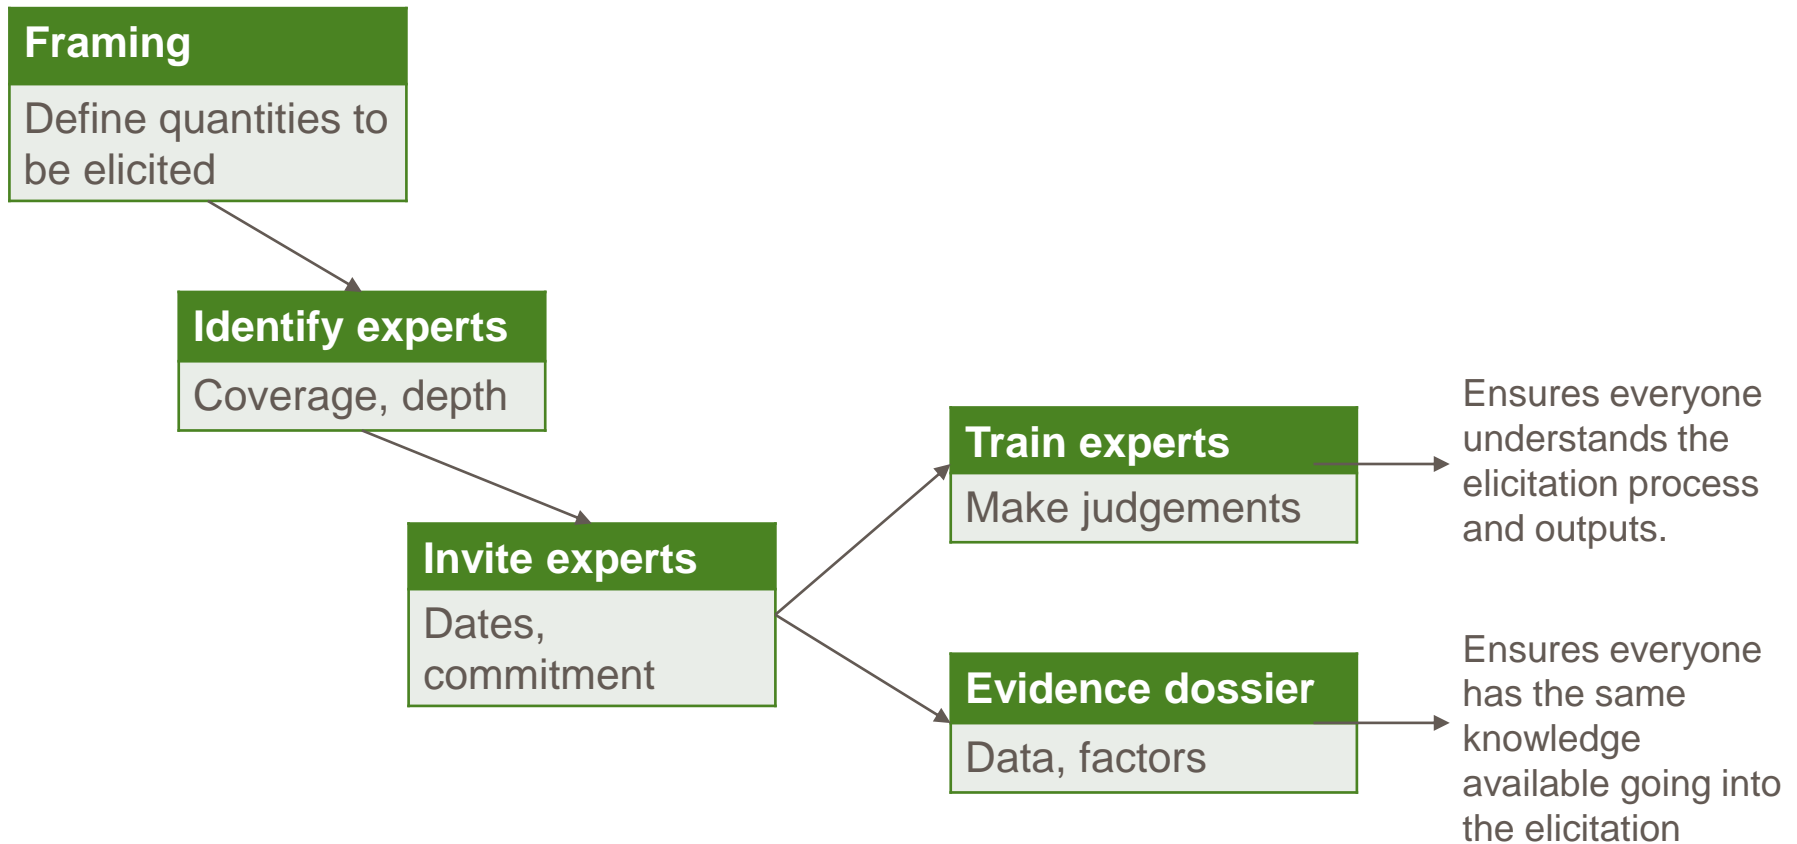 Framing
Define quantities to
be elicited
Identify experts
Coverage, depth
Invite experts
Dates,
commitment
Train experts
Make judgements
Ensures everyone
understands the
elicitation process
and outputs.
Evidence dossier
Data, factors
Ensures everyone
has the same
knowledge
available going into
the elicitation